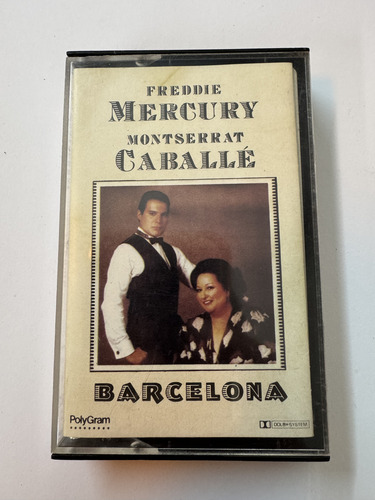 FREDDIE
MERCURY
MONTSERRAT
CABALLÉ
BARCELONA
PolyGram
DOLBY SYSTEM